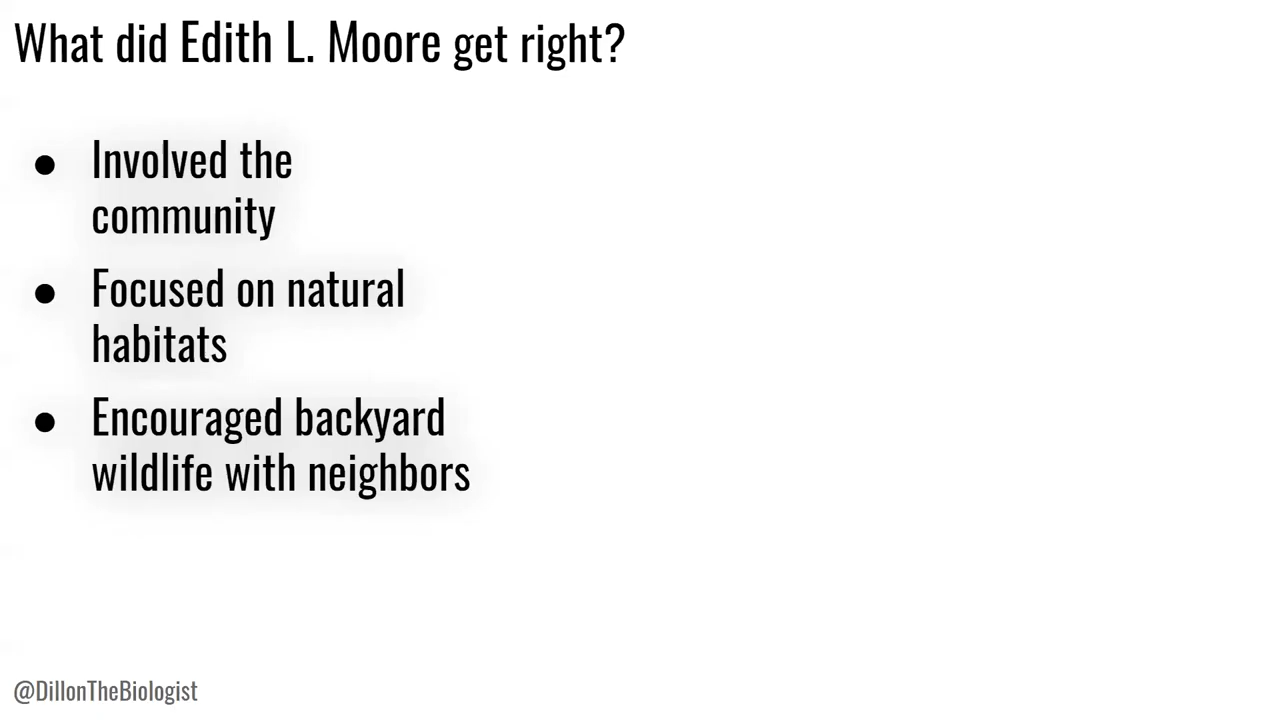 What did Edith L. Moore get right?
● Involved the
community
● Focused on natural
habitats
● Encouraged backyard
wildlife with neighbors
@DillonTheBiologist